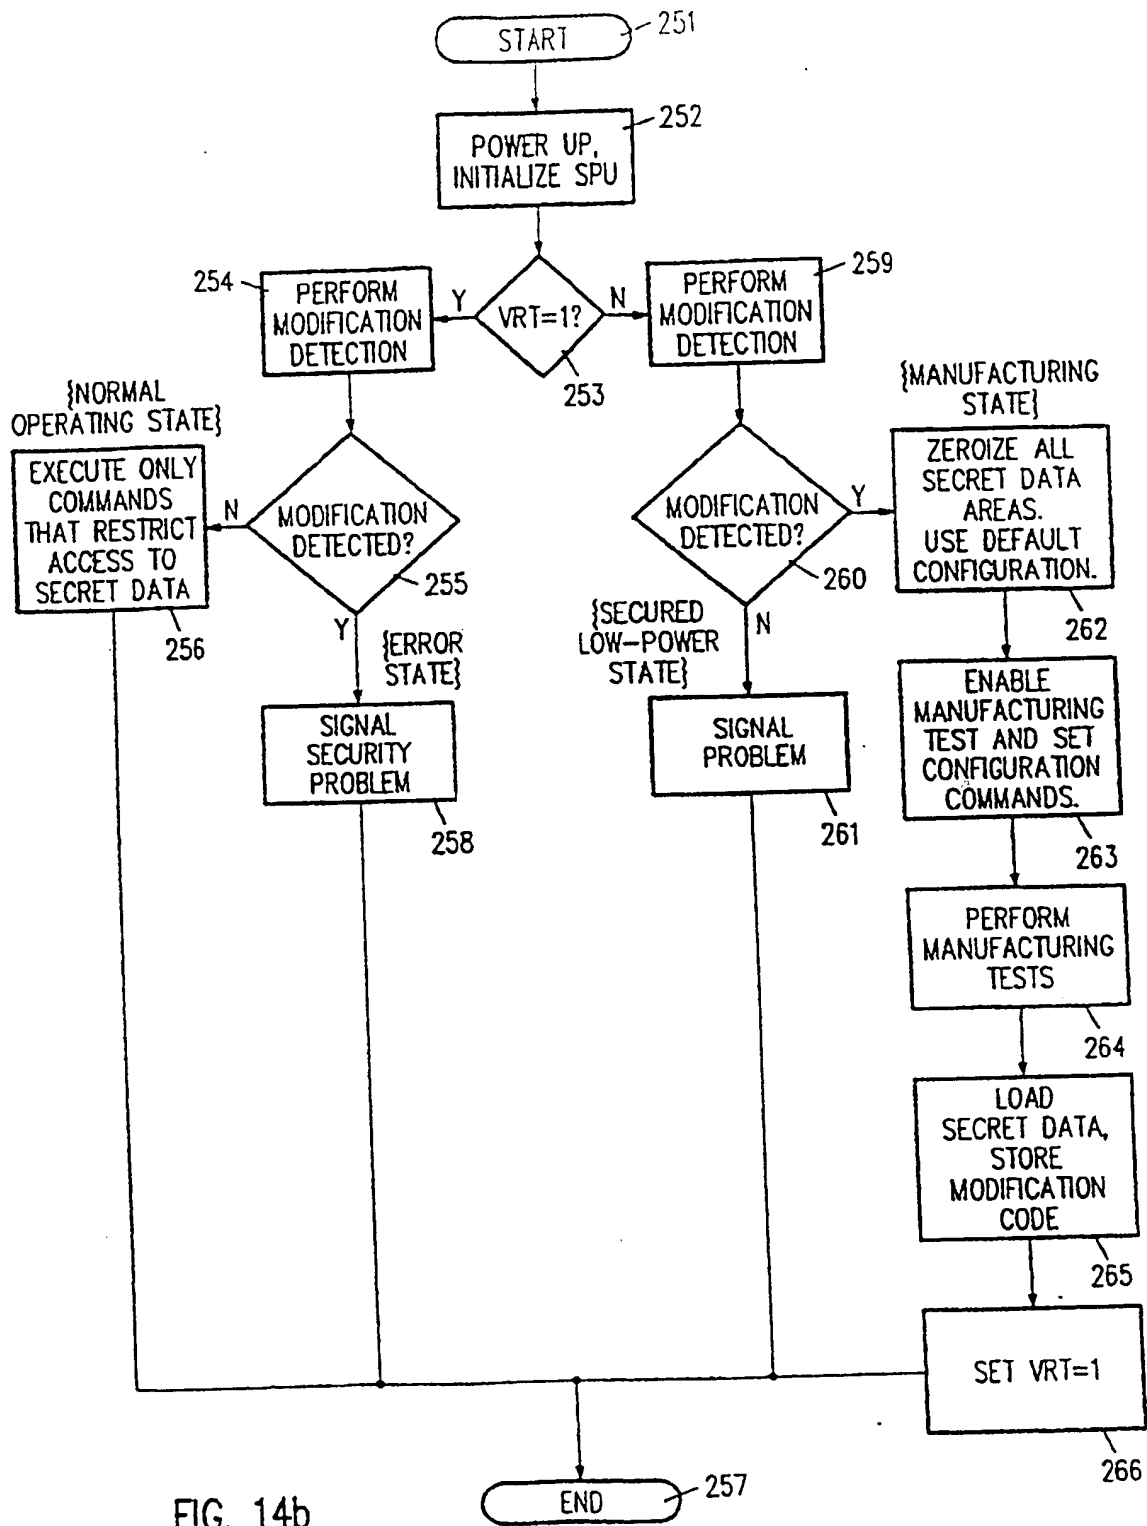 START
251
POWER UP,
INITIALIZE SPU
252
VRT=1?
253
Y
N
254
PERFORM
MODIFICATION
DETECTION
259
PERFORM
MODIFICATION
DETECTION
{NORMAL
OPERATING STATE}
EXECUTE ONLY
COMMANDS
THAT RESTRICT
ACCESS TO
SECRET DATA
256
N
MODIFICATION
DETECTED?
255
Y
{ERROR
STATE}
SIGNAL
SECURITY
PROBLEM
258
MODIFICATION
DETECTED?
260
Y
N
{SECURED
LOW-POWER
STATE}
SIGNAL
PROBLEM
261
{MANUFACTURING
STATE}
ZEROIZE ALL
SECRET DATA
AREAS.
USE DEFAULT
CONFIGURATION.
262
ENABLE
MANUFACTURING
TEST AND SET
CONFIGURATION
COMMANDS.
263
PERFORM
MANUFACTURING
TESTS
264
LOAD
SECRET DATA,
STORE
MODIFICATION
CODE
265
SET VRT=1
266
END
257
FIG. 14b